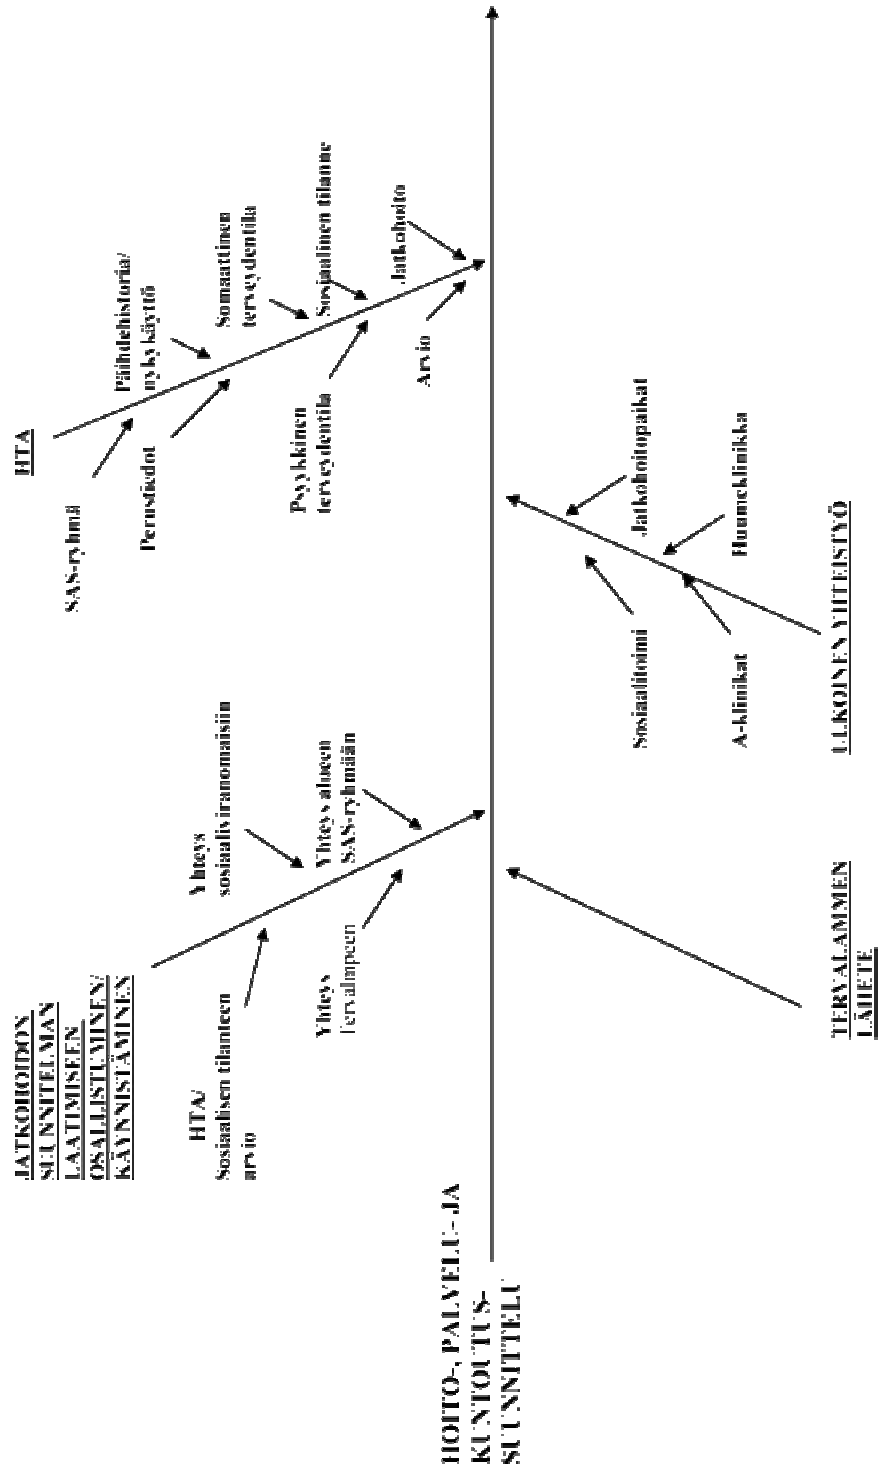 JATKOHOIDON
SUUNNITELMAN
LAATIMISEEN
OSALLISTUMINEN/
KÄYNNISTÄMINEN
HTA
HTA/
Sosiaalisen tilanteen
arvio
Yhteys
sosiaaliviranomaisiin
Yhteys
Tervalampeen
Yhteys alueen
SAS-ryhmään
SAS-ryhmä
Päihdehistoria/
nykykäyttö
Perustiedot
Somaattinen
terveydentila
Psyykkinen
terveydentila
Sosiaalinen tilanne
Arvio
Jatkohoito
HOITO-, PALVELU- JA
KUNTOUTUS-
SUUNNITTELU
Sosiaalitoimi
Jatkohoitopaikat
A-klinikat
Huumeklinikka
TERVALAMMEN
LÄHETE
ULKOINEN YHTEISTYÖ